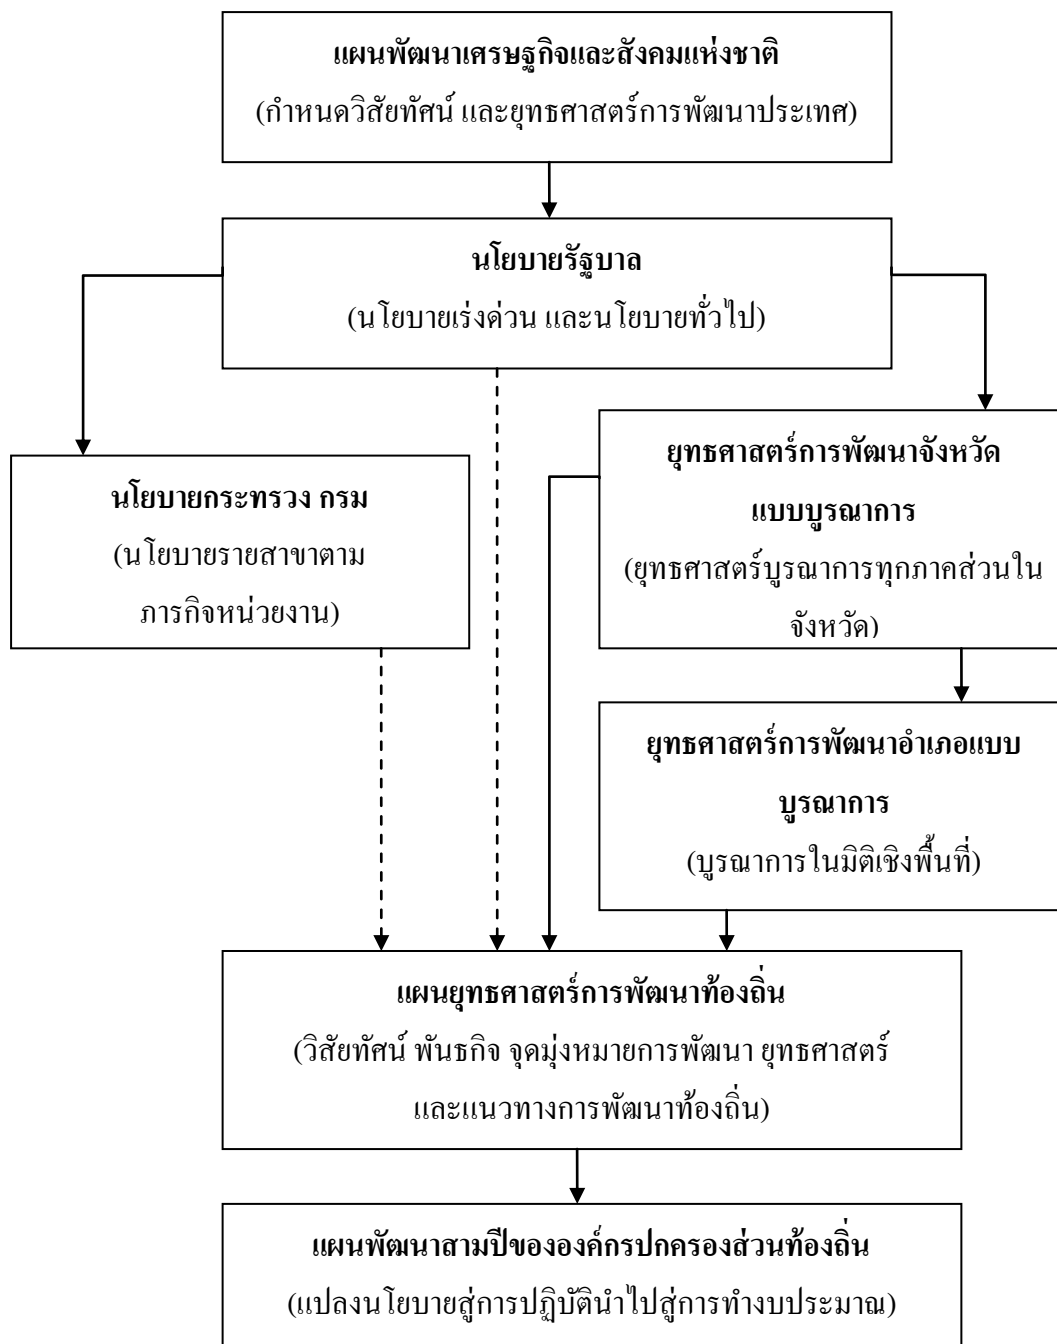 แผนพัฒนาเศรษฐกิจและสังคมแห่งชาติ
(กำหนดวิสัยทัศน์ และยุทธศาสตร์การพัฒนาประเทศ)
นโยบายรัฐบาล
(นโยบายเร่งด่วน และนโยบายทั่วไป)
นโยบายกระทรวง กรม
(นโยบายรายสาขาตาม
ภารกิจหน่วยงาน)
ยุทธศาสตร์การพัฒนาจังหวัด
แบบบูรณาการ
(ยุทธศาสตร์บูรณาการทุกภาคส่วนใน
จังหวัด)
ยุทธศาสตร์การพัฒนาอำเภอแบบ
บูรณาการ
(บูรณาการในมิติเชิงพื้นที่)
แผนยุทธศาสตร์การพัฒนาท้องถิ่น
(วิสัยทัศน์ พันธกิจ จุดมุ่งหมายการพัฒนา ยุทธศาสตร์
และแนวทางการพัฒนาท้องถิ่น)
แผนพัฒนาสามปีขององค์กรปกครองส่วนท้องถิ่น
(แปลงนโยบายสู่การปฏิบัตินำไปสู่การทำงบประมาณ)